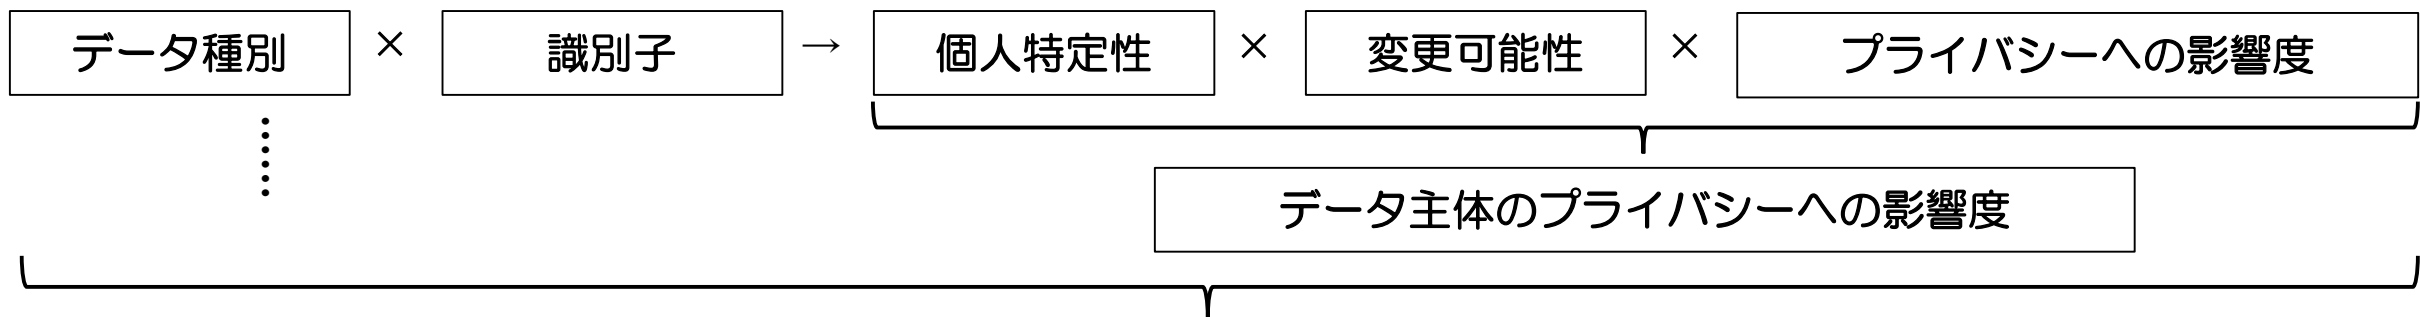 データ種別 × 識別子 → 個人特定性 × 変更可能性 × プライバシーへの影響度
データ主体のプライバシーへの影響度